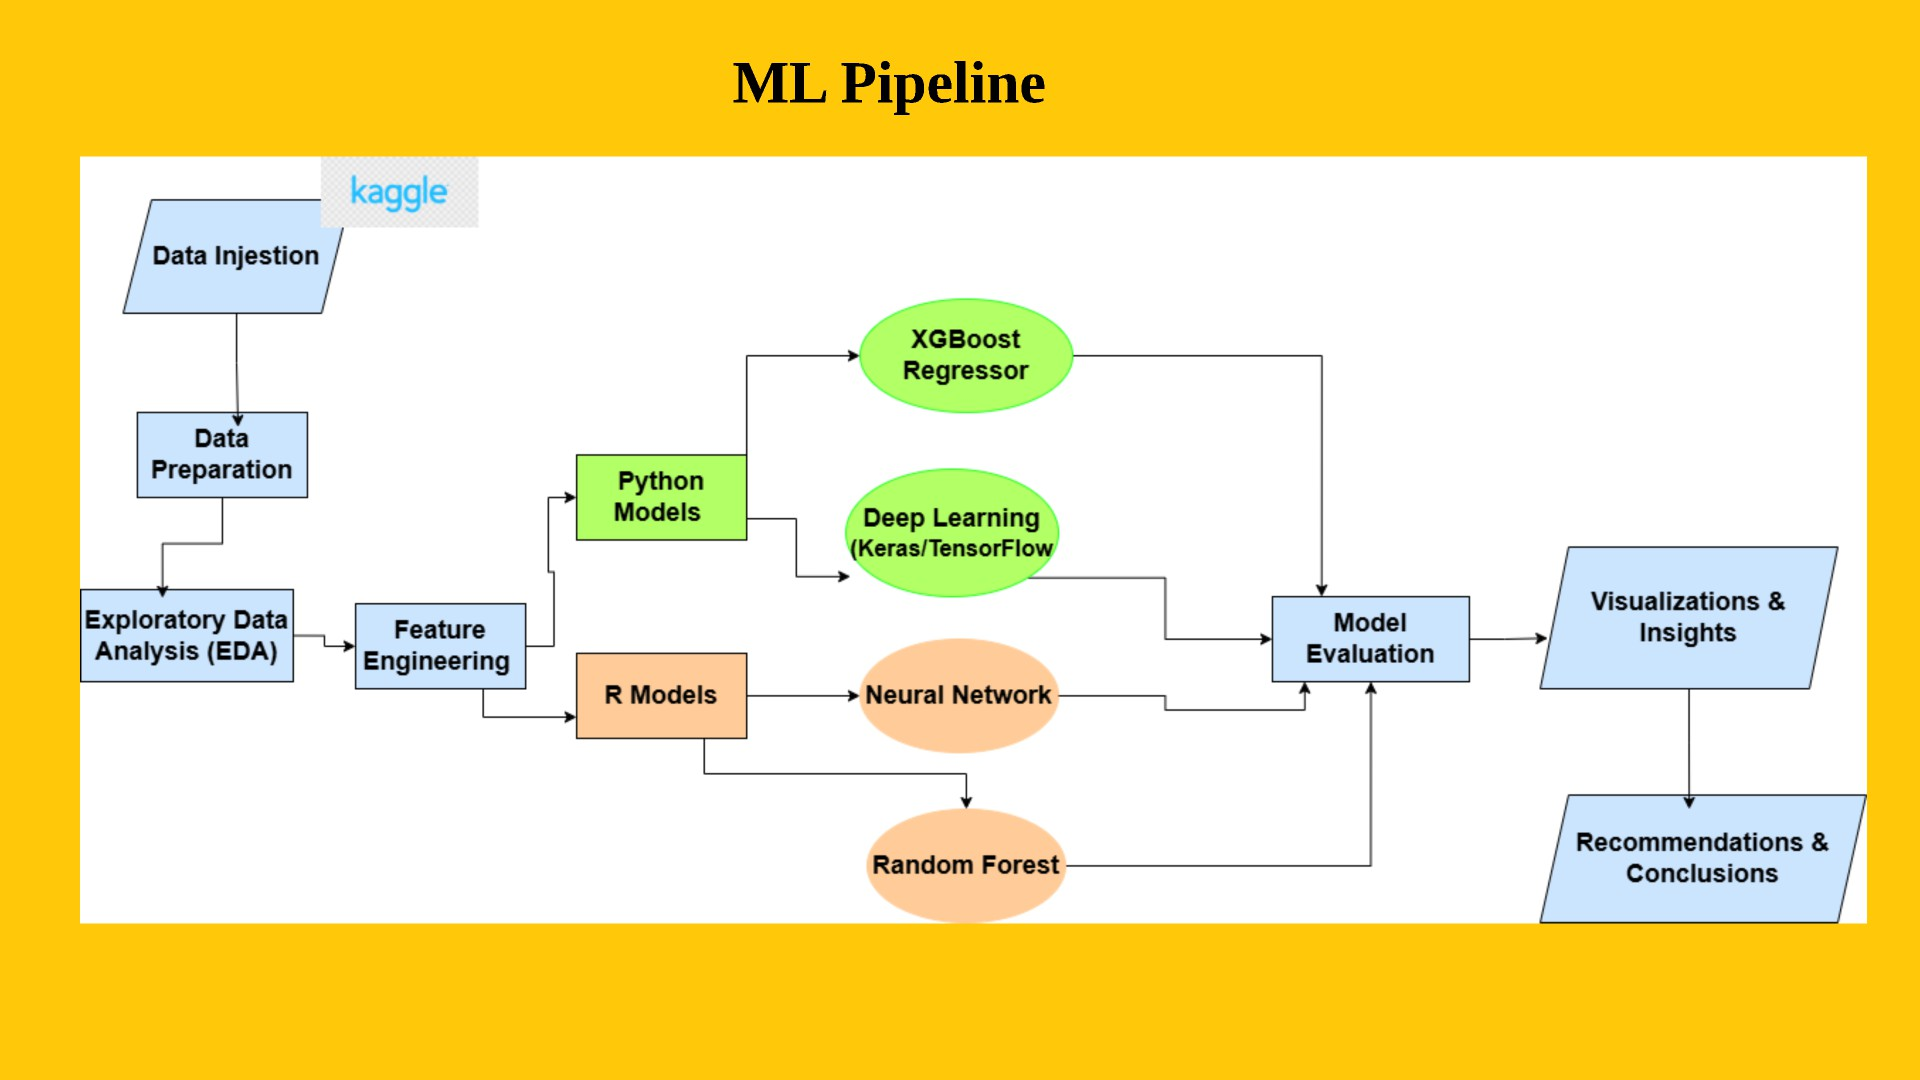 ML Pipeline
kaggle
Data Injestion
Data
Preparation
Exploratory Data
Analysis (EDA)
Feature
Engineering
Python
Models
R Models
XGBoost
Regressor
Deep Learning
(Keras/TensorFlow
Neural Network
Random Forest
Model
Evaluation
Visualizations &
Insights
Recommendations &
Conclusions